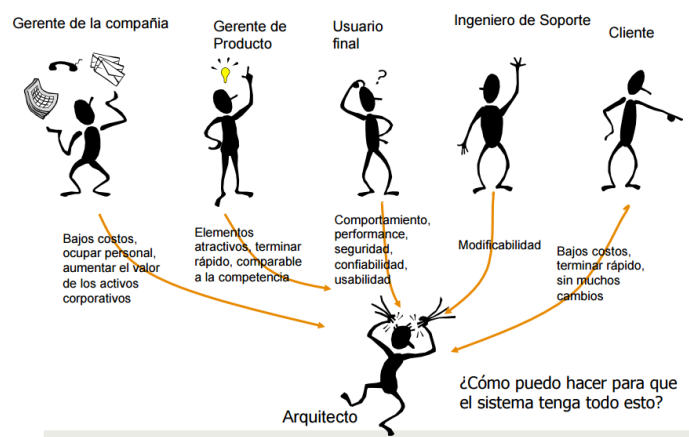 Gerente de la compañia
Gerente de
Producto
Usuario
final
Ingeniero de Soporte
Cliente
?
Bajos costos,
ocupar personal,
aumentar el valor
de los activos
corporativos
Elementos
atractivos, terminar
rápido, comparable
a la competencia
Comportamiento,
performance,
seguridad,
confiabilidad,
usabilidad
Modificabilidad
Bajos costos,
terminar rápido,
sin muchos
cambios
Arquitecto
¿Cómo puedo hacer para que
el sistema tenga todo esto?